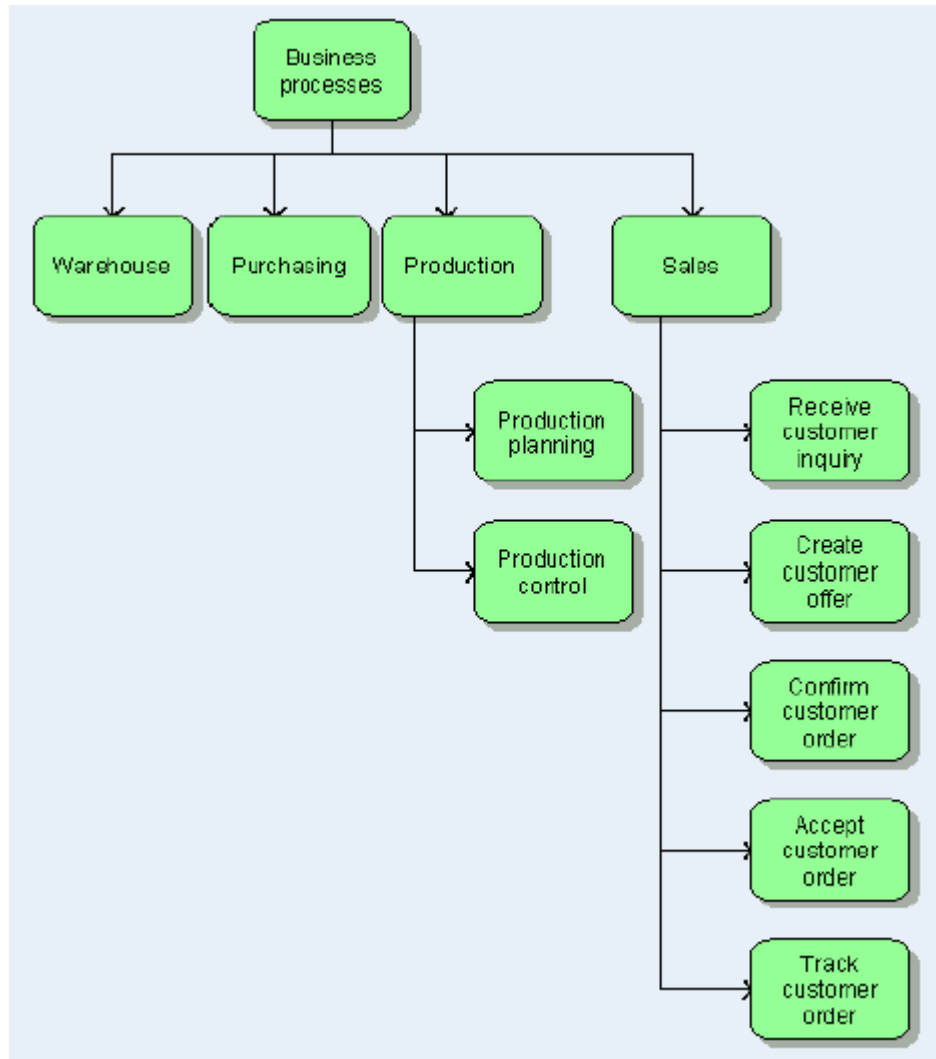 Business
processes
Warehouse
Purchasing
Production
Sales
Production
planning
Production
control
Receive
customer
inquiry
Create
customer
offer
Confirm
customer
order
Accept
customer
order
Track
customer
order